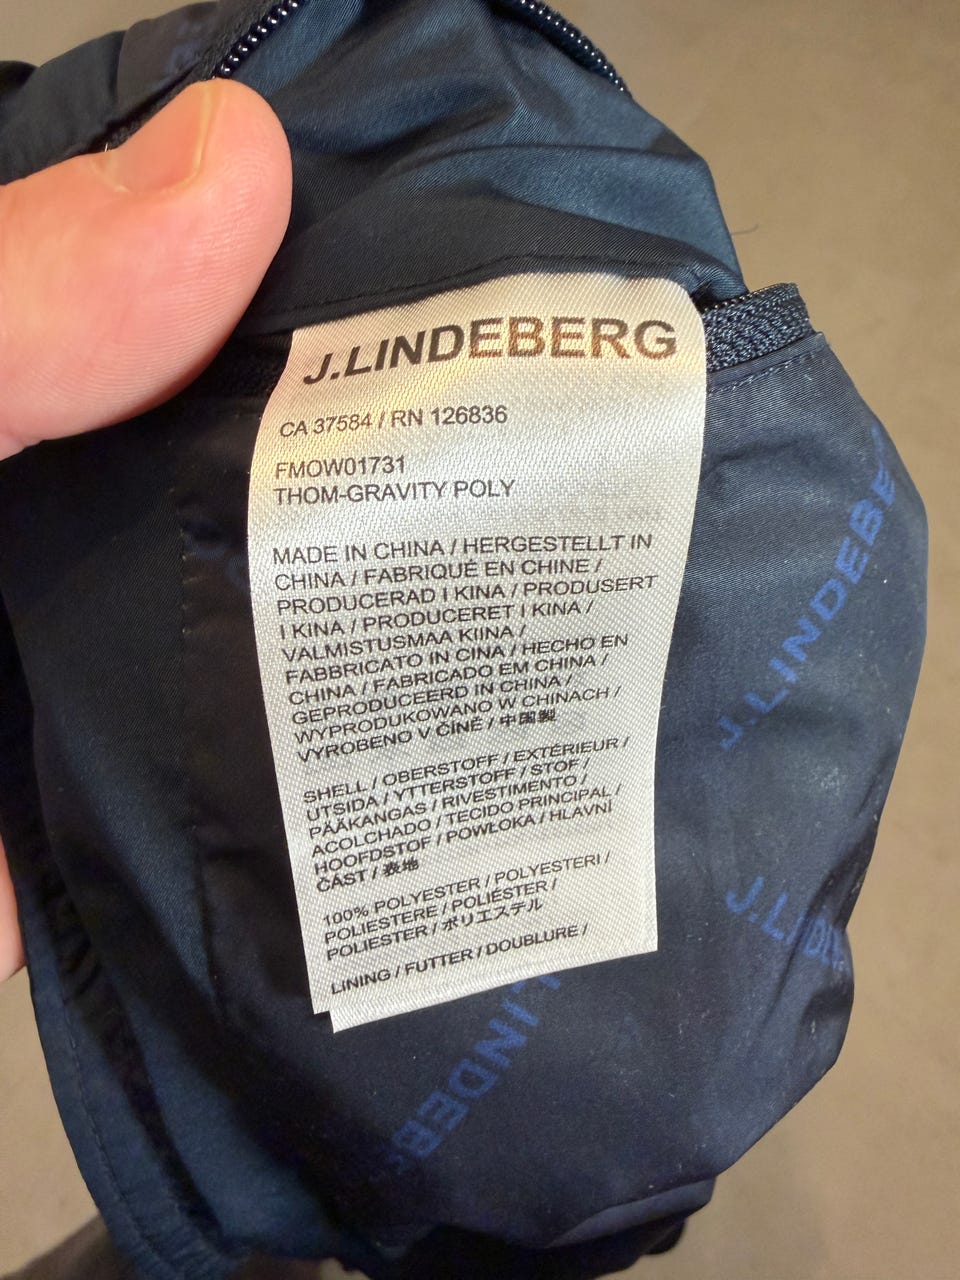 J.LINDEBERG
CA 37584 / RN 126836
FMOW01731
THOM-GRAVITY POLY
MADE IN CHINA / HERGESTELLT IN
CHINA / FABRIQUÉ EN CHINE /
PRODUCERAD I KINA / PRODUSERT
I KINA / PRODUCERET I KINA /
VALMISTUSMAA KIINA /
FABBRICATO IN CINA / HECHO EN
CHINA / FABRICADO EM CHINA /
GEPRODUCEERD IN CHINA /
WYPRODUKOWANO W CHINACH /
VYROBENO V ČÍNĚ / 中国製
SHELL / OBERSTOFF / EXTÉRIEUR /
UTSIDA / YTTERSTOFF / STOF /
PÄÄKANGAS / RIVESTIMENTO /
ACOLCHADO / TECIDO PRINCIPAL /
HOOFDSTOF / POWŁOKA / HLAVNÍ
ČÁST / 表地
100% POLYESTER / POLYESTERI /
POLIESTERE / POLIÉSTER /
POLIESTER / ポリエステル
LINING / FUTTER / DOUBLURE /
J.LINDEBE
J.L
LINDEB